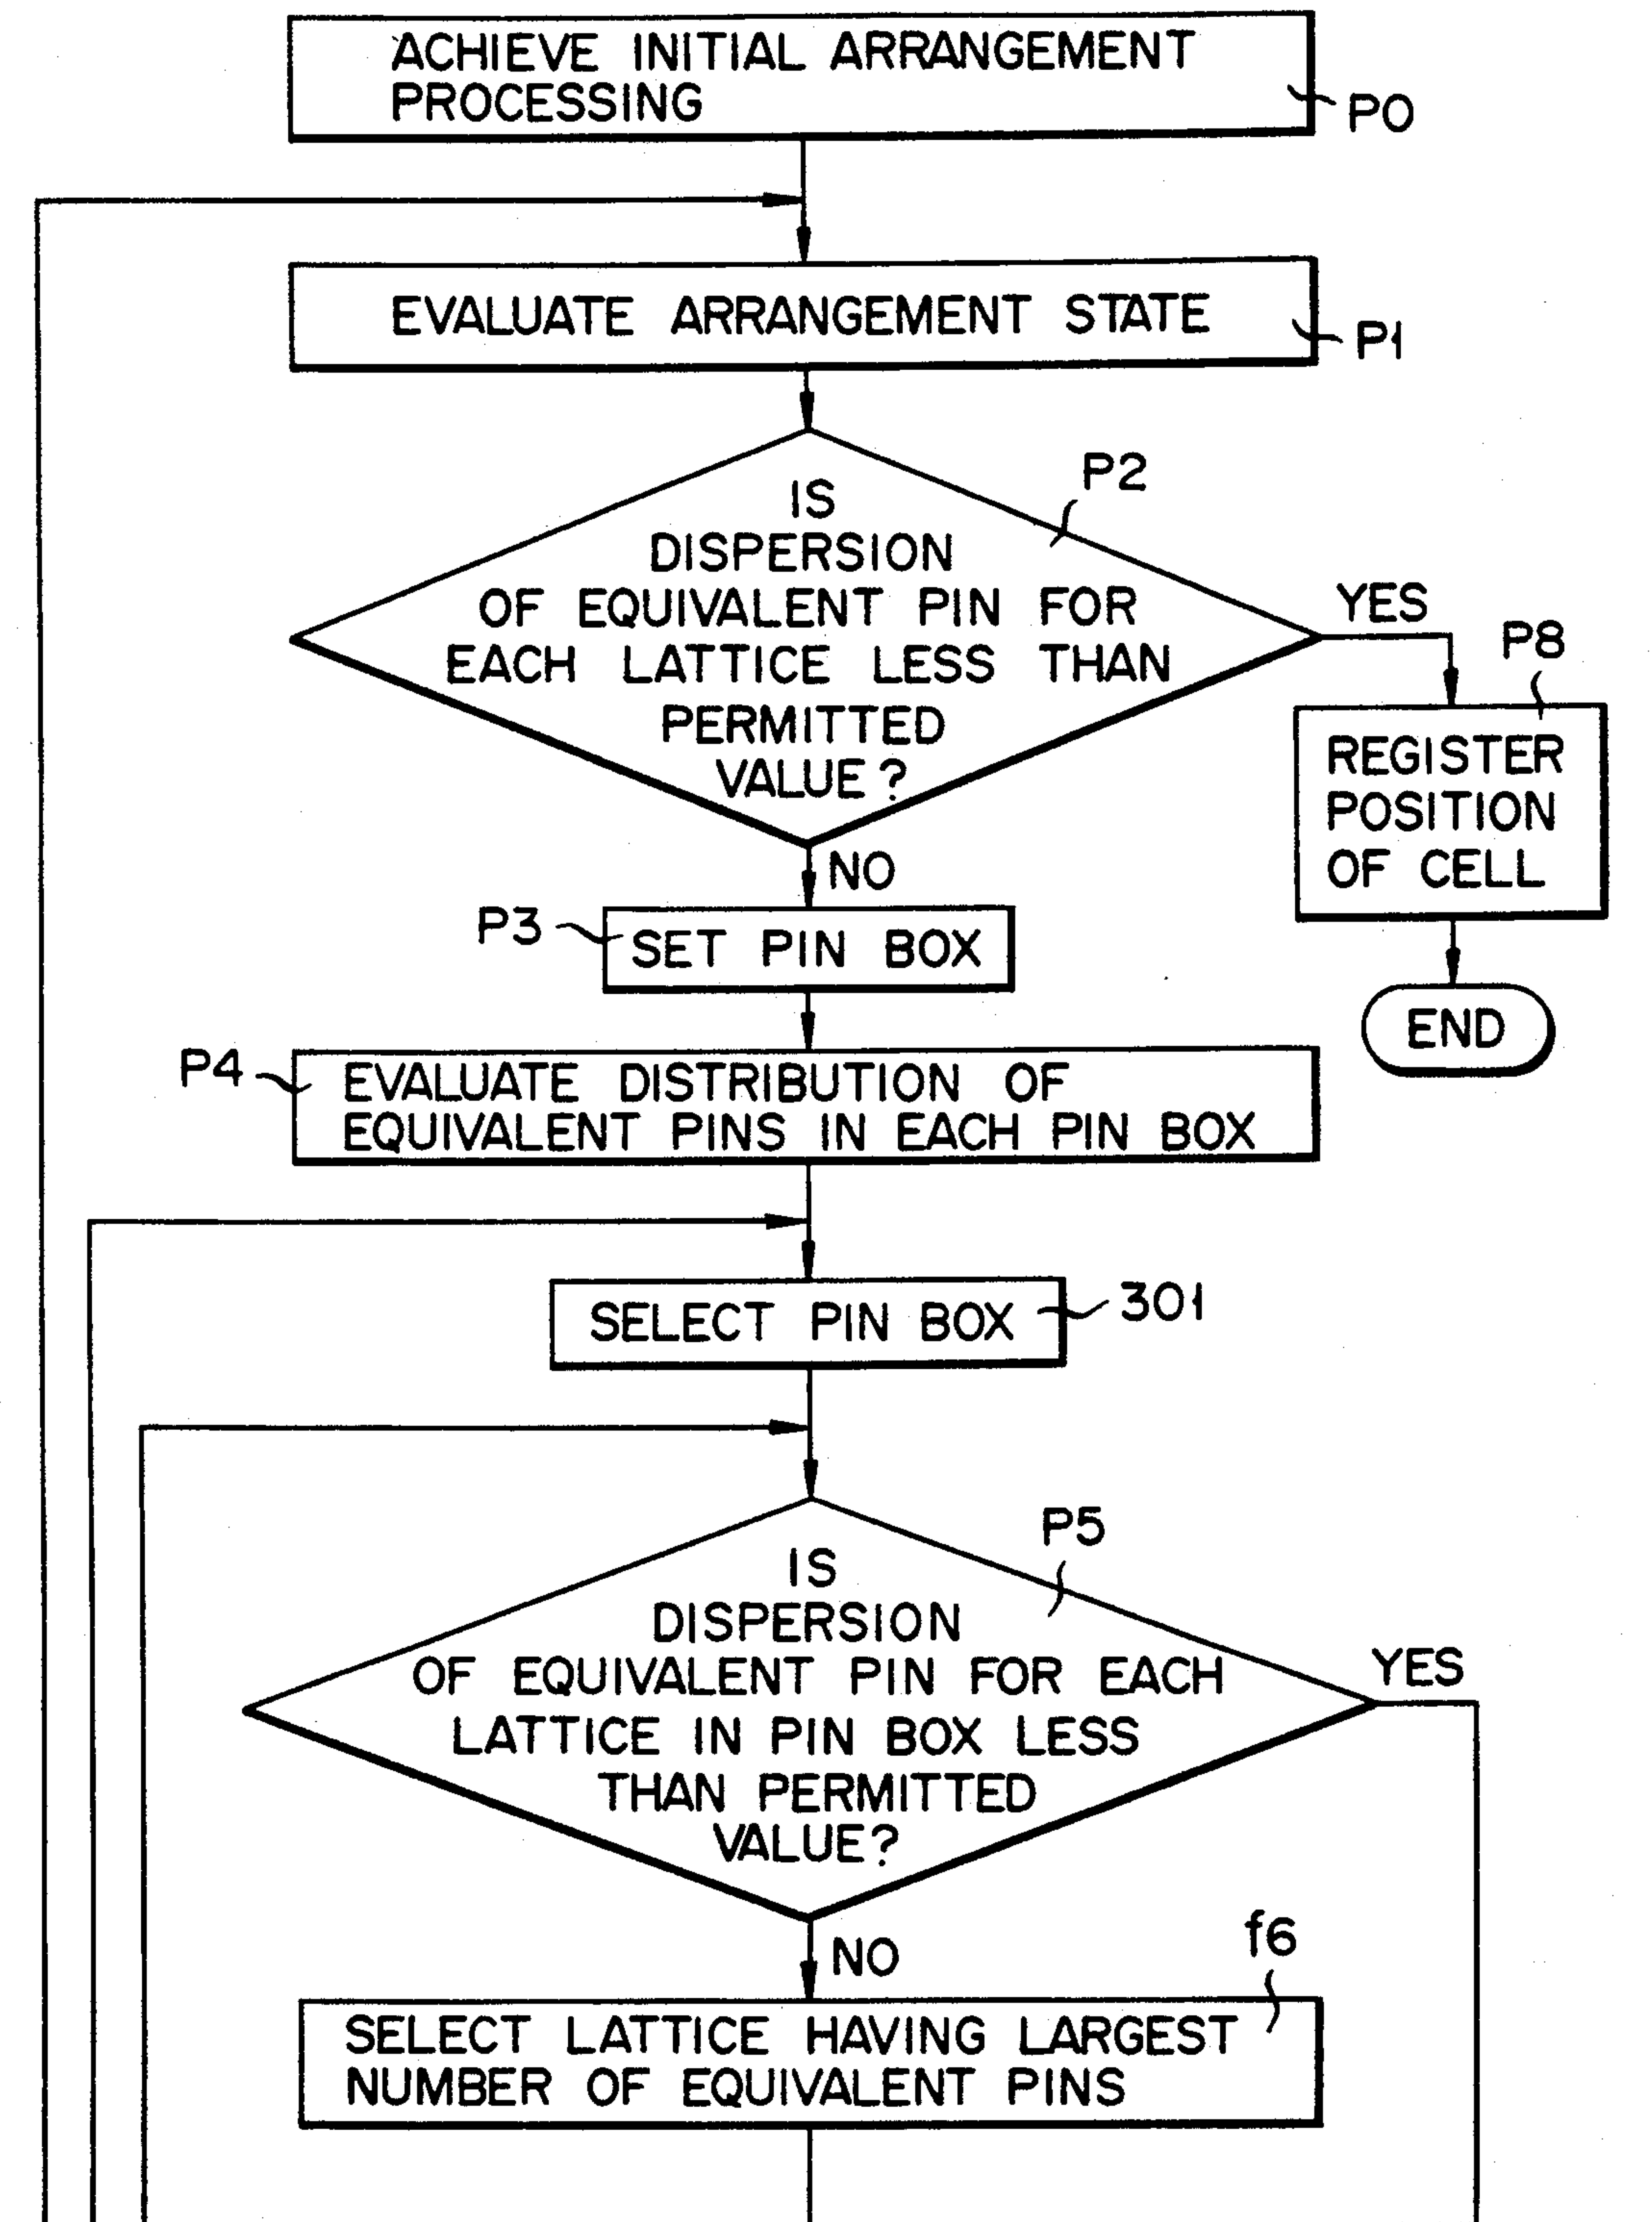 ACHIEVE INITIAL ARRANGEMENT
PROCESSING
P0
EVALUATE ARRANGEMENT STATE
P1
P2
IS
DISPERSION
OF EQUIVALENT PIN FOR
EACH LATTICE LESS THAN
PERMITTED
VALUE?
YES
P8
REGISTER
POSITION
OF CELL
NO
P3
SET PIN BOX
END
P4
EVALUATE DISTRIBUTION OF
EQUIVALENT PINS IN EACH PIN BOX
SELECT PIN BOX
301
P5
IS
DISPERSION
OF EQUIVALENT PIN FOR EACH
LATTICE IN PIN BOX LESS
THAN PERMITTED
VALUE?
YES
NO
f6
SELECT LATTICE HAVING LARGEST
NUMBER OF EQUIVALENT PINS